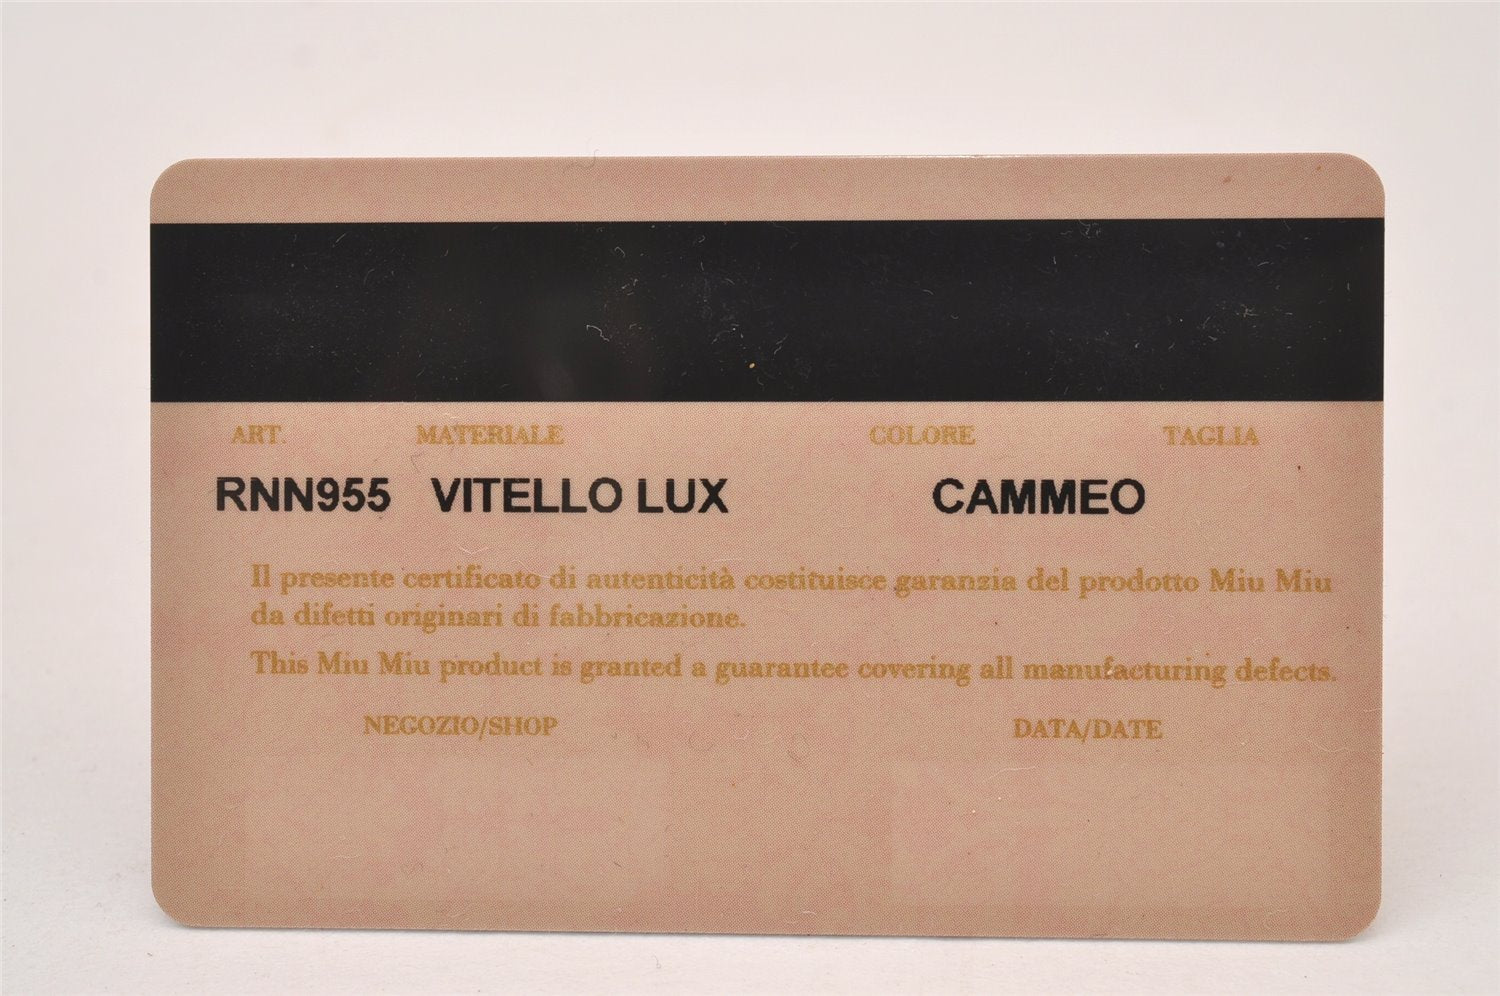 ART. MATERIALE COLORE TAGLIA
RNN955 VITELLO LUX CAMMEO
Il presente certificato di autenticità costituisce garanzia del prodotto Miu Miu
da difetti originari di fabbricazione.
This Miu Miu product is granted a guarantee covering all manufacturing defects.
NEGOZIO/SHOP DATA/DATE